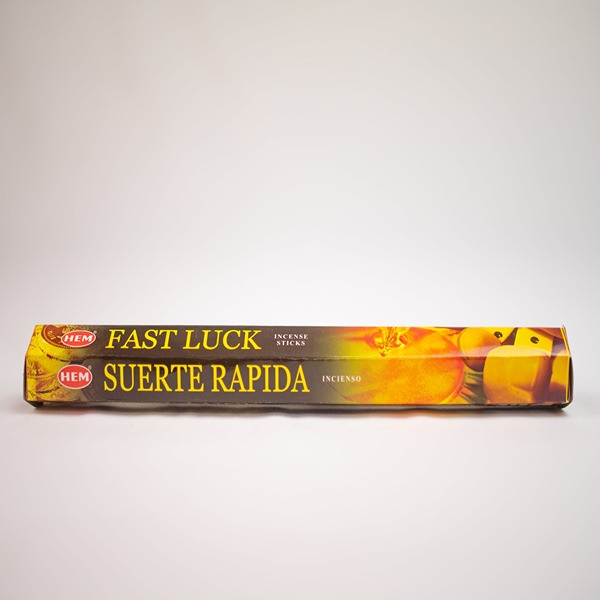 HEM FAST LUCK INCENSE STICKS
HEM SUERTE RAPIDA INCIENSO